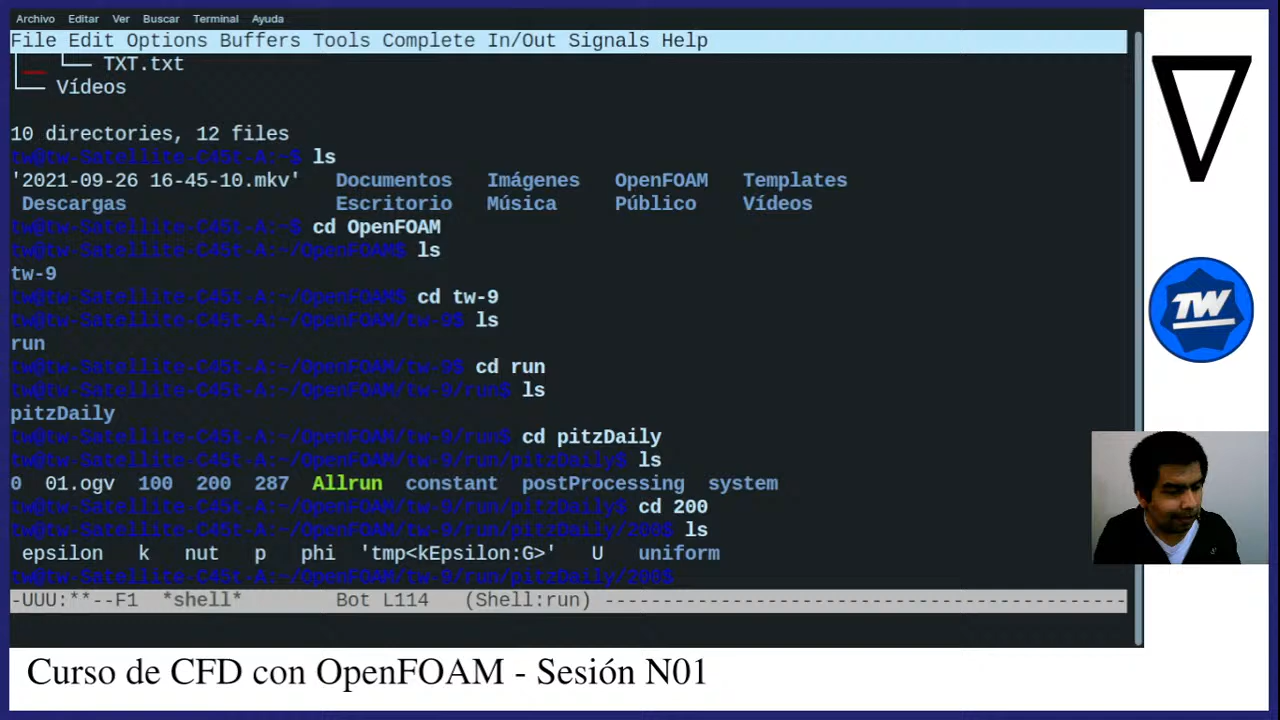 Archivo Editar Ver Buscar Terminal Ayuda
File Edit Options Buffers Tools Complete In/Out Signals Help
│   └── TXT.txt
└── Vídeos
10 directories, 12 files
tw@tw-Satellite-C45t-A:~$ ls
'2021-09-26 16-45-10.mkv' Documentos Imágenes OpenFOAM Templates
Descargas Escritorio Música Público Vídeos
tw@tw-Satellite-C45t-A:~$ cd OpenFOAM
tw@tw-Satellite-C45t-A:~/OpenFOAM$ ls
tw-9
tw@tw-Satellite-C45t-A:~/OpenFOAM$ cd tw-9
tw@tw-Satellite-C45t-A:~/OpenFOAM/tw-9$ ls
run
tw@tw-Satellite-C45t-A:~/OpenFOAM/tw-9$ cd run
tw@tw-Satellite-C45t-A:~/OpenFOAM/tw-9/run$ ls
pitzDaily
tw@tw-Satellite-C45t-A:~/OpenFOAM/tw-9/run$ cd pitzDaily
tw@tw-Satellite-C45t-A:~/OpenFOAM/tw-9/run/pitzDaily$ ls
0 01.ogv 100 200 287 Allrun constant postProcessing system
tw@tw-Satellite-C45t-A:~/OpenFOAM/tw-9/run/pitzDaily$ cd 200
tw@tw-Satellite-C45t-A:~/OpenFOAM/tw-9/run/pitzDaily/200$ ls
epsilon k nut p phi 'tmp<kEpsilon:G>' U uniform
tw@tw-Satellite-C45t-A:~/OpenFOAM/tw-9/run/pitzDaily/200$
-UUU:**--F1 *shell* Bot L114 (Shell:run) ----------------------------------------------
TW
Curso de CFD con OpenFOAM - Sesión N01